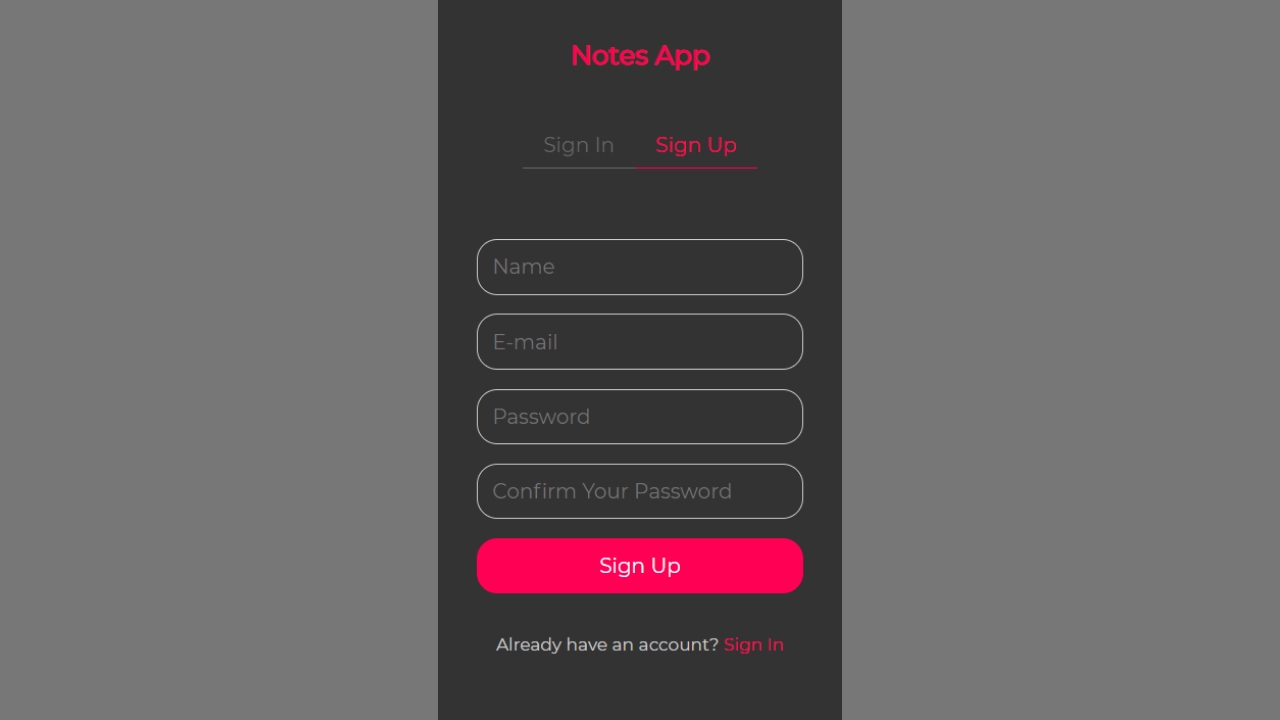 Notes App
Sign In Sign Up
Name
E-mail
Password
Confirm Your Password
Sign Up
Already have an account? Sign In